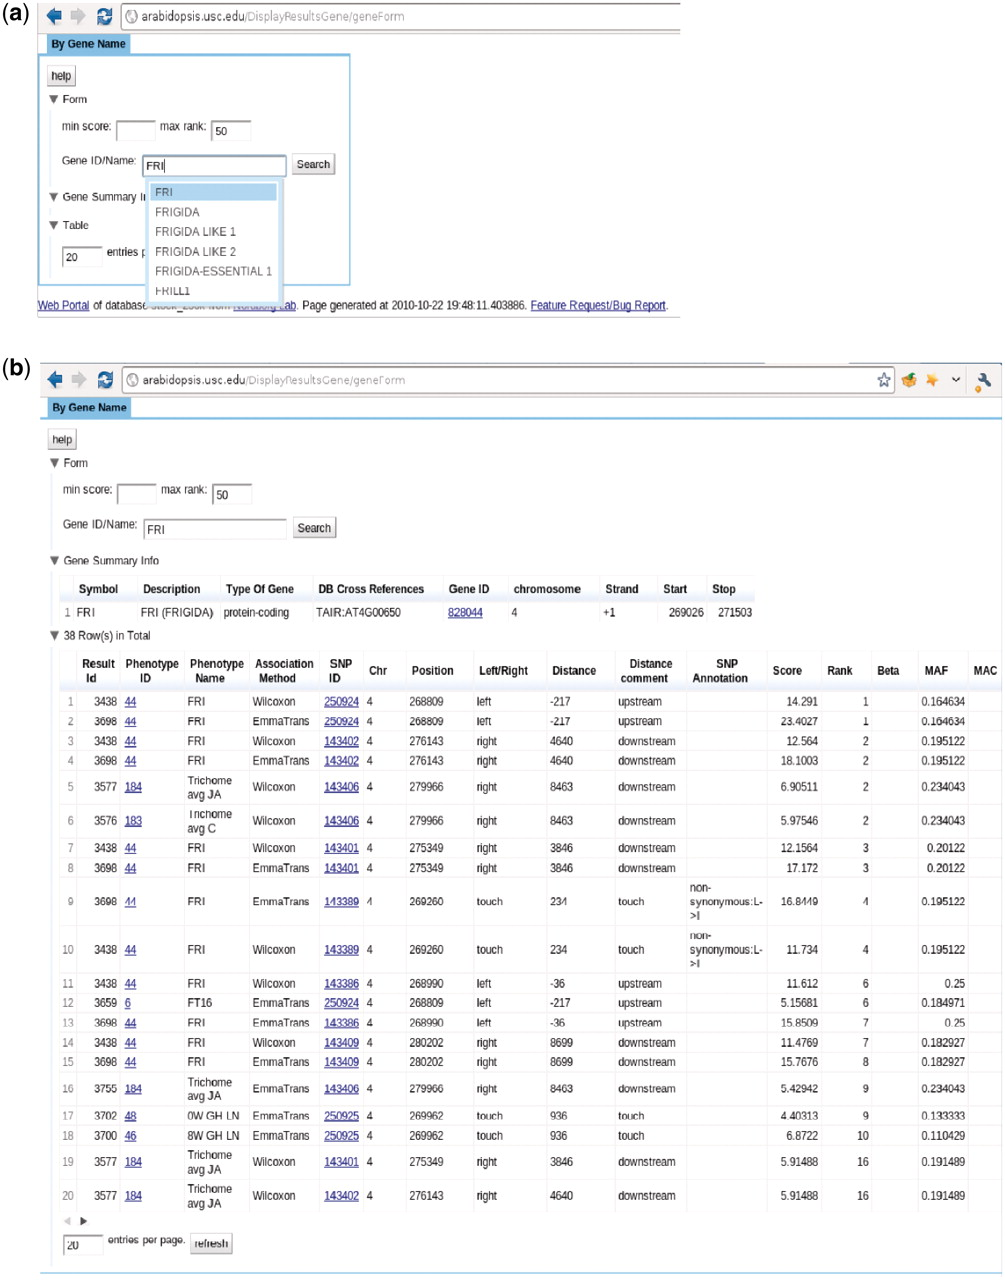 (a)
arabidopsis.usc.edu/DisplayResultsGene/geneForm
By Gene Name
help
▼ Form
min score: max rank: 50
Gene ID/Name: FRI Search
FRI
▼ Gene Summary
FRIGIDA
▼ Table
FRIGIDA LIKE 1
20 entries
FRIGIDA LIKE 2
FRIGIDA-ESSENTIAL 1
FRILL1
Web Portal of database from Lab. Page generated at 2010-10-22 19:48:11.403886. Feature Request/Bug Report.
(b)
arabidopsis.usc.edu/DisplayResultsGene/geneForm
By Gene Name
help
▼ Form
min score: max rank: 50
Gene ID/Name: FRI Search
▼ Gene Summary Info
Symbol Description Type Of Gene DB Cross References Gene ID chromosome Strand Start Stop
1 FRI FRI (FRIGIDA) protein-coding TAIR:AT4G00650 828044 4 +1 269026 271503
▼ 38 Row(s) in Total
Result Id Phenotype ID Phenotype Name Association Method SNP ID Chr Position Left/Right Distance Distance comment SNP Annotation Score Rank Beta MAF MAC
1 3438 44 FRI Wilcoxon 250924 4 268809 left -217 upstream 14.291 1 0.164634
2 3698 44 FRI EmmaTrans 250924 4 268809 left -217 upstream 23.4027 1 0.164634
3 3438 44 FRI Wilcoxon 143402 4 276143 right 4640 downstream 12.564 2 0.195122
4 3698 44 FRI EmmaTrans 143402 4 276143 right 4640 downstream 18.1003 2 0.195122
5 3577 184 Trichome avg JA Wilcoxon 143406 4 279966 right 8463 downstream 6.90511 2 0.234043
6 3576 183 Trichome avg C Wilcoxon 143406 4 279966 right 8463 downstream 5.97546 2 0.234043
7 3438 44 FRI Wilcoxon 143401 4 275349 right 3846 downstream 12.1564 3 0.20122
8 3698 44 FRI EmmaTrans 143401 4 275349 right 3846 downstream 17.172 3 0.20122
9 3698 44 FRI EmmaTrans 143389 4 269260 touch 234 touch non-synonymous:L->I 16.8449 4 0.195122
10 3438 44 FRI Wilcoxon 143389 4 269260 touch 234 touch non-synonymous:L->I 11.734 4 0.195122
11 3438 44 FRI Wilcoxon 143386 4 268990 left -36 upstream 11.612 6 0.25
12 3659 6 FT16 EmmaTrans 250924 4 268809 left -217 upstream 5.15681 6 0.184971
13 3698 44 FRI EmmaTrans 143386 4 268990 left -36 upstream 15.8509 7 0.25
14 3438 44 FRI Wilcoxon 143409 4 280202 right 8699 downstream 11.4769 7 0.182927
15 3698 44 FRI EmmaTrans 143409 4 280202 right 8699 downstream 15.7676 8 0.182927
16 3755 184 Trichome avg JA EmmaTrans 143406 4 279966 right 8463 downstream 5.42942 9 0.234043
17 3702 48 0W GH LN EmmaTrans 250925 4 269962 touch 936 touch 4.40313 9 0.133333
18 3700 46 8W GH LN EmmaTrans 250925 4 269962 touch 936 touch 6.8722 10 0.110429
19 3577 184 Trichome avg JA Wilcoxon 143401 4 275349 right 3846 downstream 5.91488 16 0.191489
20 3577 184 Trichome avg JA Wilcoxon 143402 4 276143 right 4640 downstream 5.91488 16 0.191489
20 entries per page. refresh